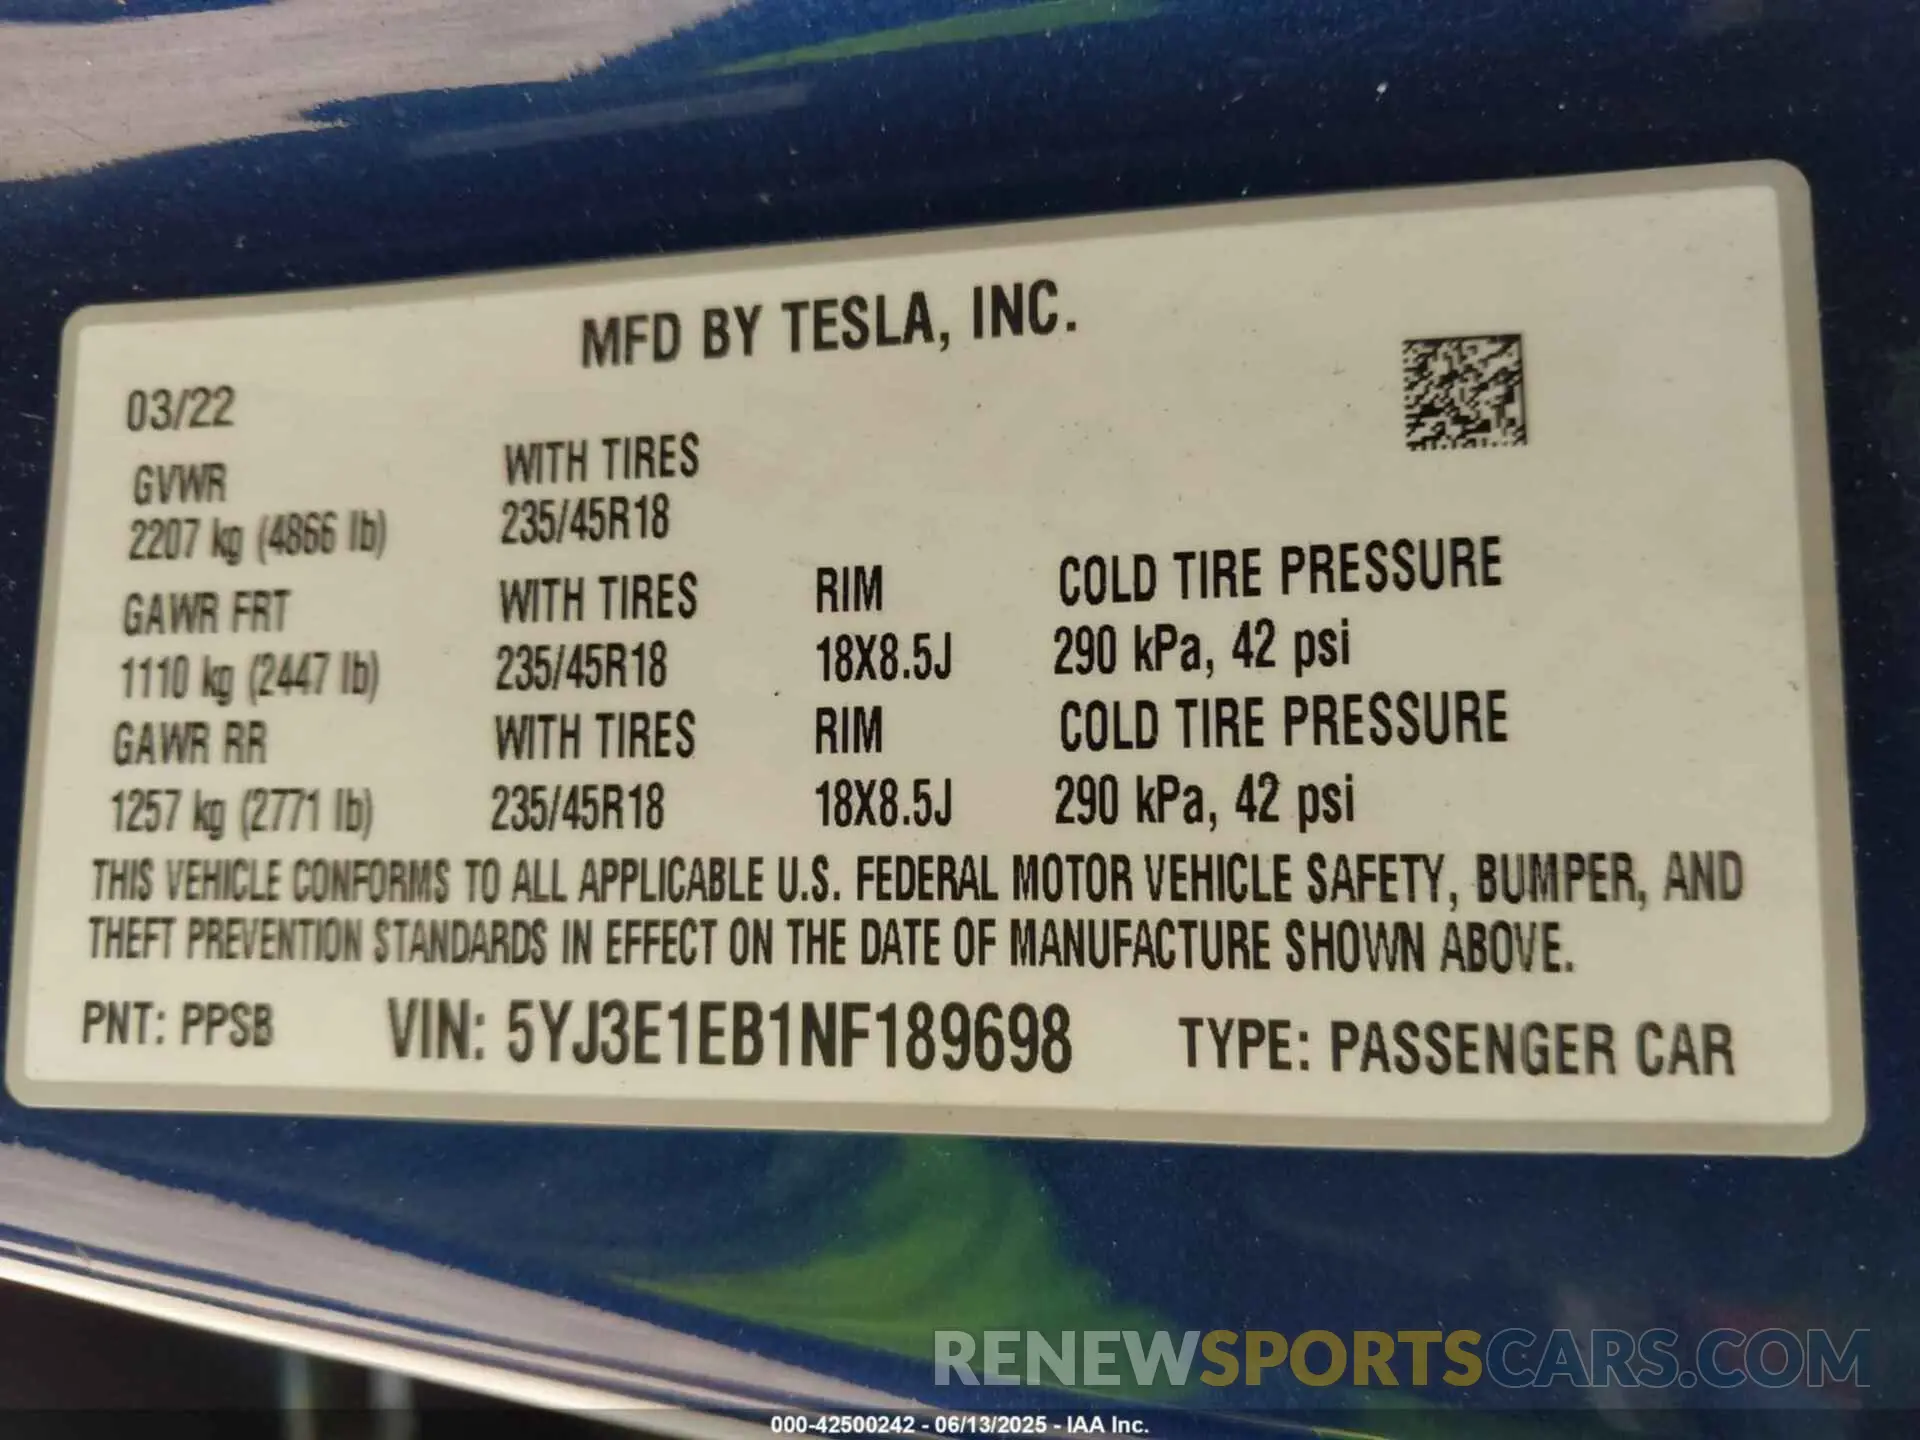 MFD BY TESLA, INC.
03/22
GVWR WITH TIRES
2207 kg (4866 lb) 235/45R18
GAWR FRT WITH TIRES RIM COLD TIRE PRESSURE
1110 kg (2447 lb) 235/45R18 18X8.5J 290 kPa, 42 psi
GAWR RR WITH TIRES RIM COLD TIRE PRESSURE
1257 kg (2771 lb) 235/45R18 18X8.5J 290 kPa, 42 psi
THIS VEHICLE CONFORMS TO ALL APPLICABLE U.S. FEDERAL MOTOR VEHICLE SAFETY, BUMPER, AND
THEFT PREVENTION STANDARDS IN EFFECT ON THE DATE OF MANUFACTURE SHOWN ABOVE.
PNT: PPSB VIN: 5YJ3E1EB1NF189698 TYPE: PASSENGER CAR
RENEWSPORTSCARS.COM
000-42500242 - 06/13/2025 - IAA Inc.